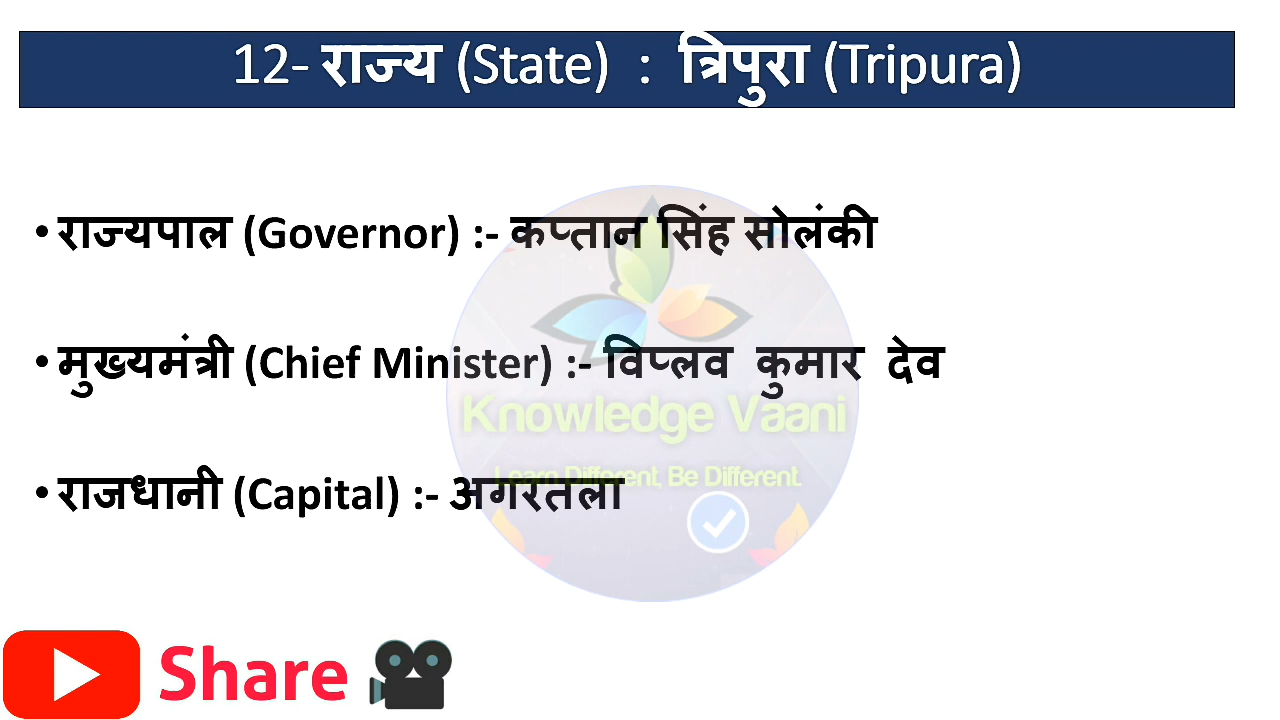 12- राज्य (State) : त्रिपुरा (Tripura)
• राज्यपाल (Governor) :- कप्तान सिंह सोलंकी
• मुख्यमंत्री (Chief Minister) :- विप्लव कुमार देव
Knowledge Vaani
Learn Different, Be Different.
• राजधानी (Capital) :- अगरतला
Share